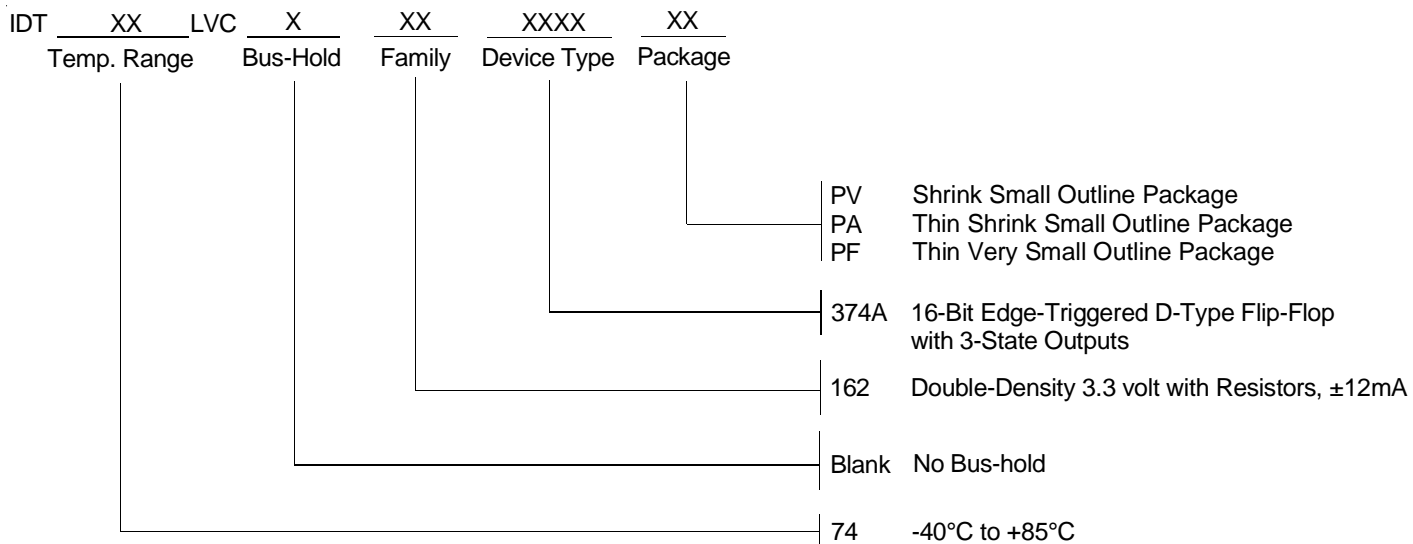 IDT XX LVC X XX XXXX XX
Temp. Range Bus-Hold Family Device Type Package
PV Shrink Small Outline Package
PA Thin Shrink Small Outline Package
PF Thin Very Small Outline Package
374A 16-Bit Edge-Triggered D-Type Flip-Flop
with 3-State Outputs
162 Double-Density 3.3 volt with Resistors, ±12mA
Blank No Bus-hold
74 -40°C to +85°C